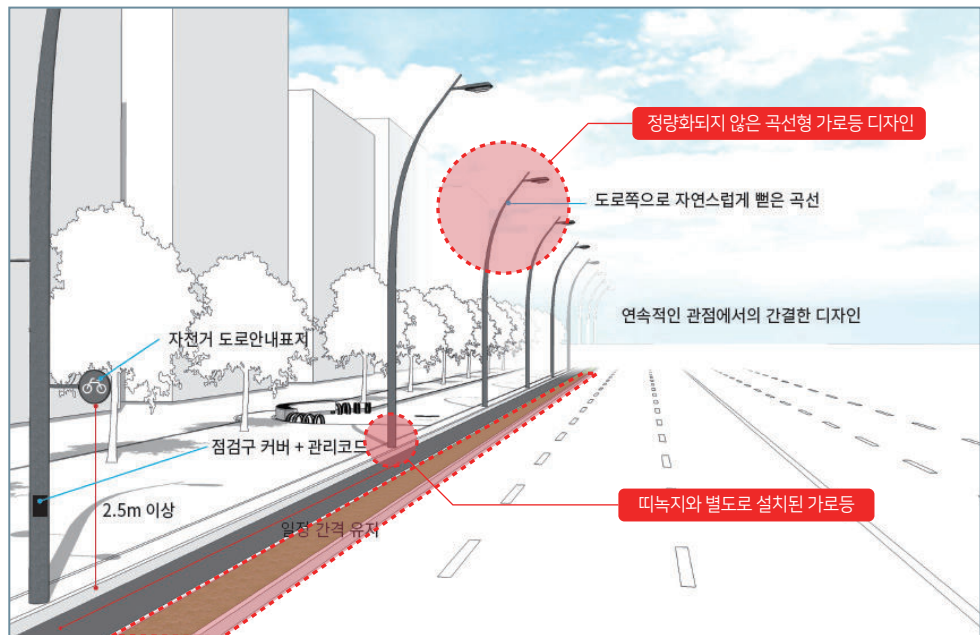 정량화되지 않은 곡선형 가로등 디자인
도로쪽으로 자연스럽게 뻗은 곡선
연속적인 관점에서의 간결한 디자인
자전거 도로안내표지
점검구 커버 + 관리코드
2.5m 이상
띠녹지와 별도로 설치된 가로등
일정 간격 유지